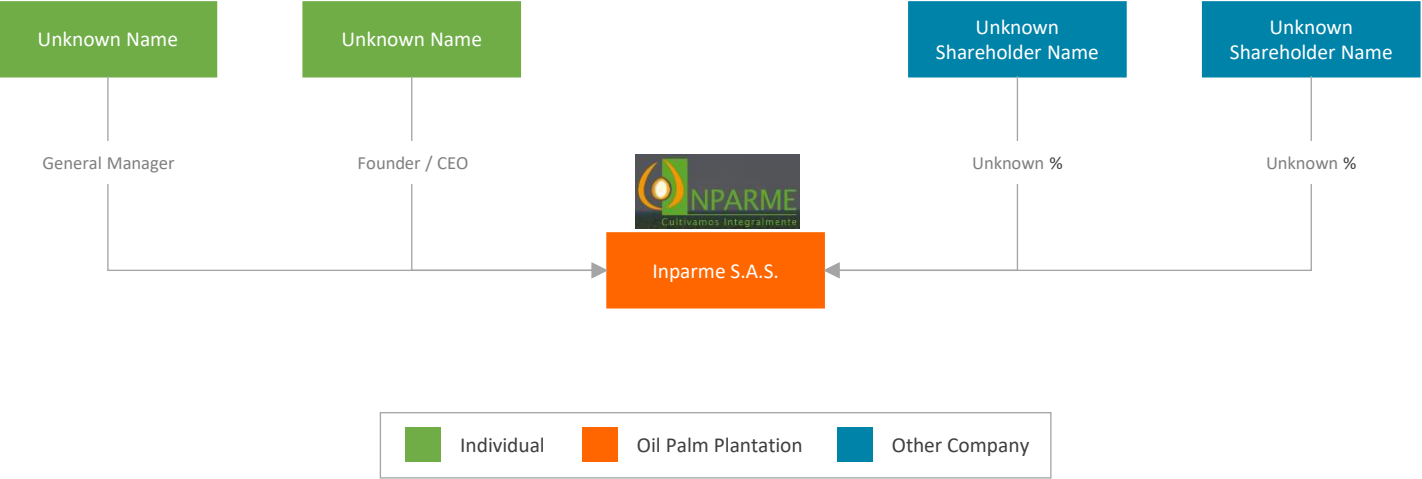 Unknown Name
Unknown Name
Unknown
Shareholder Name
Unknown
Shareholder Name
General Manager
Founder / CEO
Unknown %
Unknown %
NPARME
Cultivamos Integralmente
Inparme S.A.S.
Individual
Oil Palm Plantation
Other Company